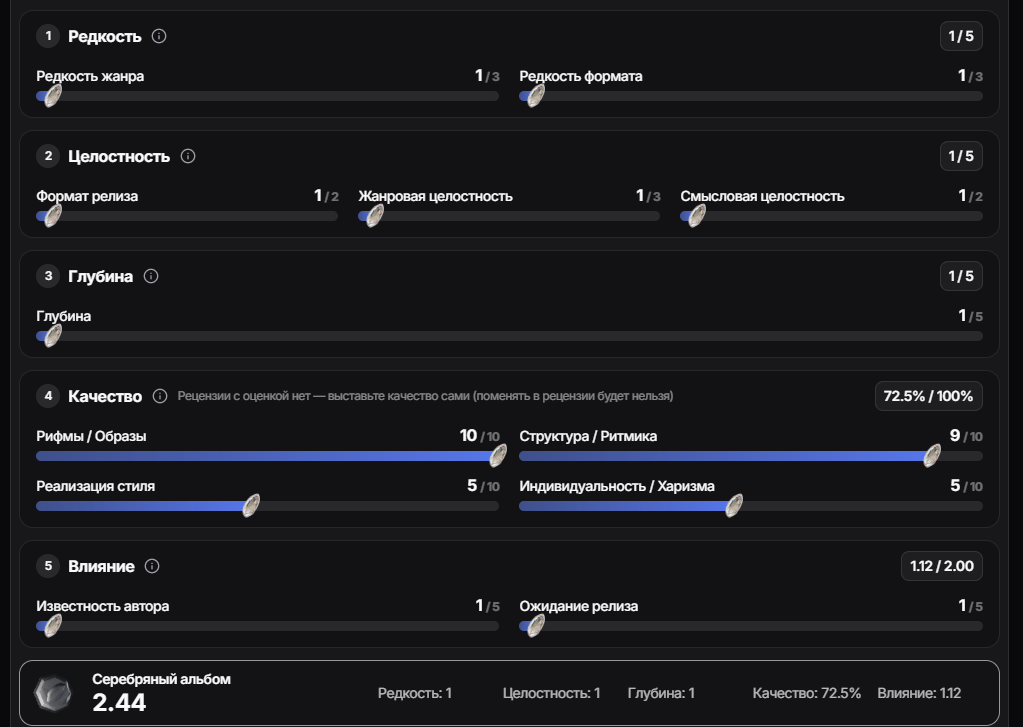 1 Редкость 1 / 5
Редкость жанра 1 / 3 Редкость формата 1 / 3
2 Целостность 1 / 5
Формат релиза 1 / 2 Жанровая целостность 1 / 3 Смысловая целостность 1 / 2
3 Глубина 1 / 5
Глубина 1 / 5
4 Качество Рецензии с оценкой нет — выставьте качество сами (поменять в рецензии будет нельзя) 72.5% / 100%
Рифмы / Образы 10 / 10 Структура / Ритмика 9 / 10
Реализация стиля 5 / 10 Индивидуальность / Харизма 5 / 10
5 Влияние 1.12 / 2.00
Известность автора 1 / 5 Ожидание релиза 1 / 5
Серебряный альбом
2.44 Редкость: 1 Целостность: 1 Глубина: 1 Качество: 72.5% Влияние: 1.12